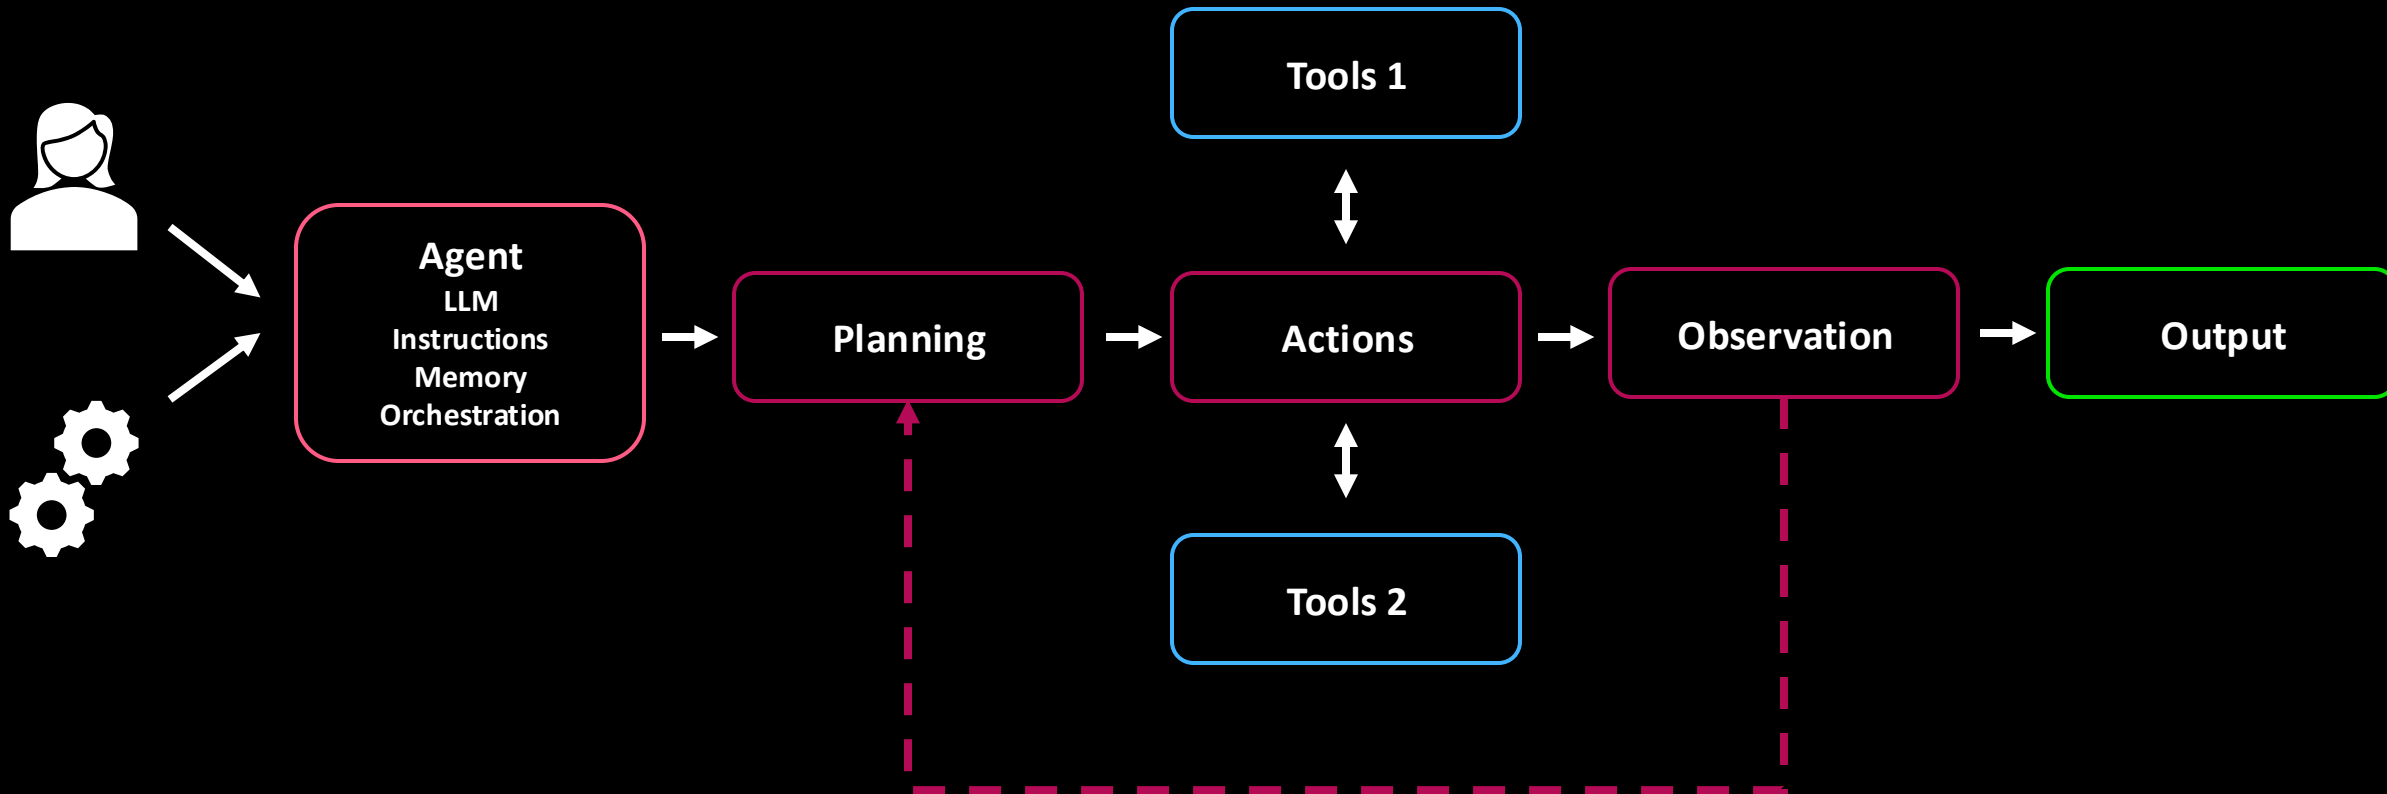 Tools 1
Agent
LLM
Instructions
Memory
Orchestration
Planning
Actions
Observation
Output
Tools 2